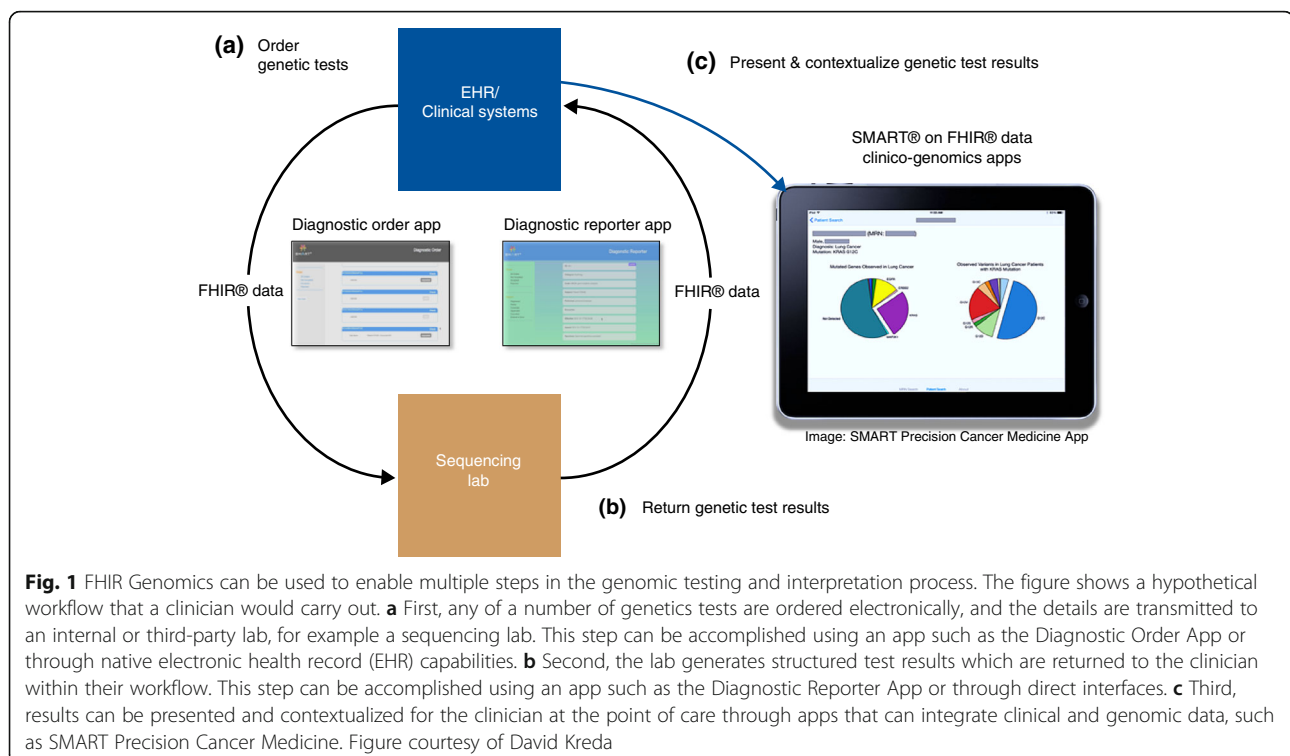 (a) Order
genetic tests
EHR/
Clinical systems
(c) Present & contextualize genetic test results
SMART® on FHIR® data
clinico-genomics apps
Diagnostic order app
Diagnostic reporter app
Diagnostic Order
Diagnostic Reporter
FHIR® data
FHIR® data
Patient Search
(MRN:
Male,
Diagnosis: Lung Cancer
Mutation: KRAS G12C
Mutated Genes Observed in Lung Cancer
Observed Variants in Lung Cancer Patients
with KRAS Mutation
Not Detected
Patient Search
Image: SMART Precision Cancer Medicine App
Sequencing
lab
(b) Return genetic test results
Fig. 1 FHIR Genomics can be used to enable multiple steps in the genomic testing and interpretation process. The figure shows a hypothetical
workflow that a clinician would carry out. a First, any of a number of genetics tests are ordered electronically, and the details are transmitted to
an internal or third-party lab, for example a sequencing lab. This step can be accomplished using an app such as the Diagnostic Order App or
through native electronic health record (EHR) capabilities. b Second, the lab generates structured test results which are returned to the clinician
within their workflow. This step can be accomplished using an app such as the Diagnostic Reporter App or through direct interfaces. c Third,
results can be presented and contextualized for the clinician at the point of care through apps that can integrate clinical and genomic data, such
as SMART Precision Cancer Medicine. Figure courtesy of David Kreda